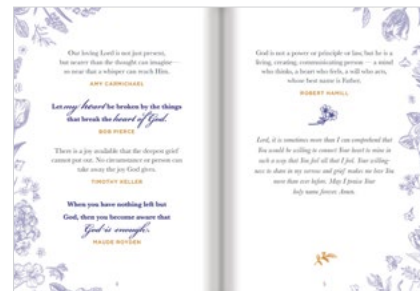 Our loving Lord is not just present,
but nearer than the thought can imagine—
so near that a whisper can reach Him.
AMY CARMICHAEL
Let my heart be broken by the things
that break the heart of God.
BOB PIERCE
There is a joy available that the deepest grief
cannot put out. No circumstance or person can
take away the joy God gives.
TIMOTHY KELLER
When you have nothing left but
God, then you become aware that
God is enough.
MAUDE ROYDEN
God is not a power or principle or law, but he is a
living, creating, communicating person — a mind
who thinks, a heart who feels, a will who acts,
whose best name is Father.
ROBERT HAMILL
Lord, it is sometimes more than I can comprehend that
You would be willing to connect Your heart to mine in
such a way that You feel all that I feel. Your willing-
ness to share in my sorrow and grief makes me love You
more than ever before. May I praise Your
holy name forever. Amen.